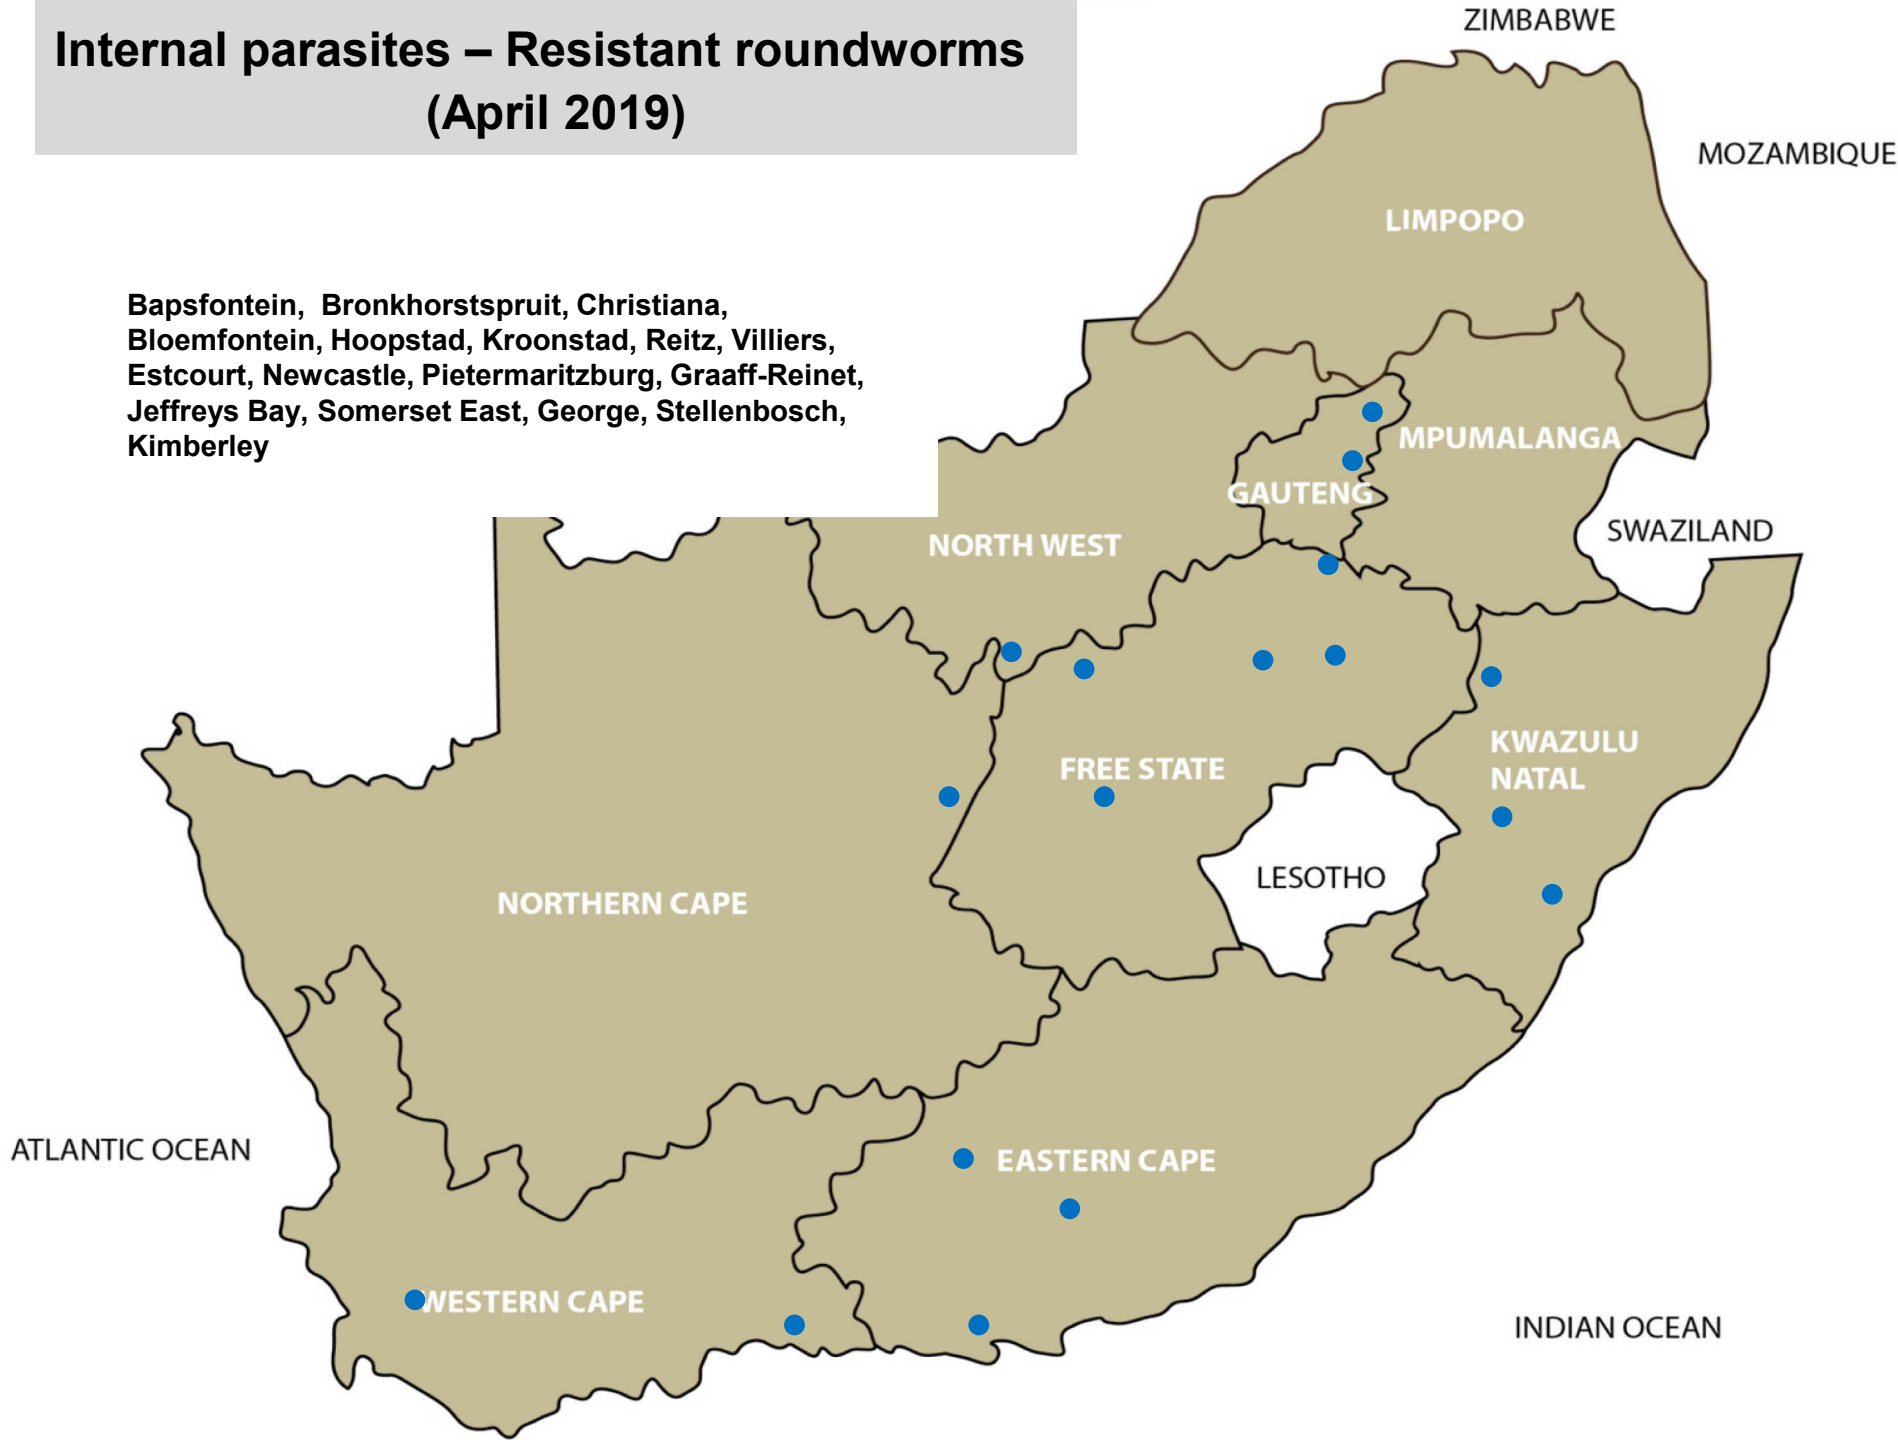 Internal parasites – Resistant roundworms
(April 2019)
Bapsfontein, Bronkhorstspruit, Christiana,
Bloemfontein, Hoopstad, Kroonstad, Reitz, Villiers,
Estcourt, Newcastle, Pietermaritzburg, Graaff-Reinet,
Jeffreys Bay, Somerset East, George, Stellenbosch,
Kimberley
ZIMBABWE
MOZAMBIQUE
LIMPOPO
MPUMALANGA
GAUTENG
SWAZILAND
NORTH WEST
KWAZULU
NATAL
FREE STATE
LESOTHO
NORTHERN CAPE
ATLANTIC OCEAN
EASTERN CAPE
WESTERN CAPE
INDIAN OCEAN